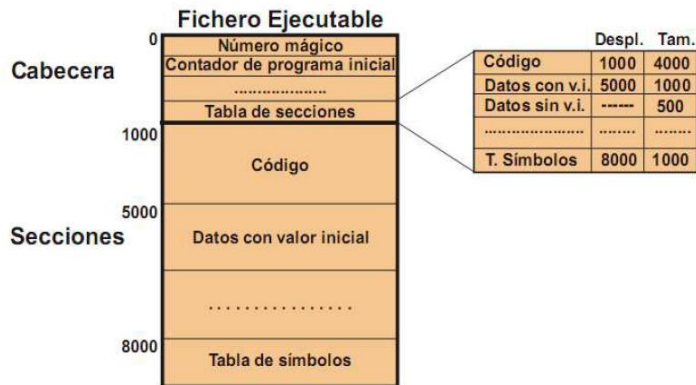 Fichero Ejecutable
0
Número mágico
Contador de programa inicial
.....................
Tabla de secciones
Cabecera
1000
Código
5000
Secciones
Datos con valor inicial
................
8000
Tabla de símbolos
Despl. Tam.
Código 1000 4000
Datos con v.i. 5000 1000
Datos sin v.i. ------ 500
...................... ........ ........
T. Símbolos 8000 1000